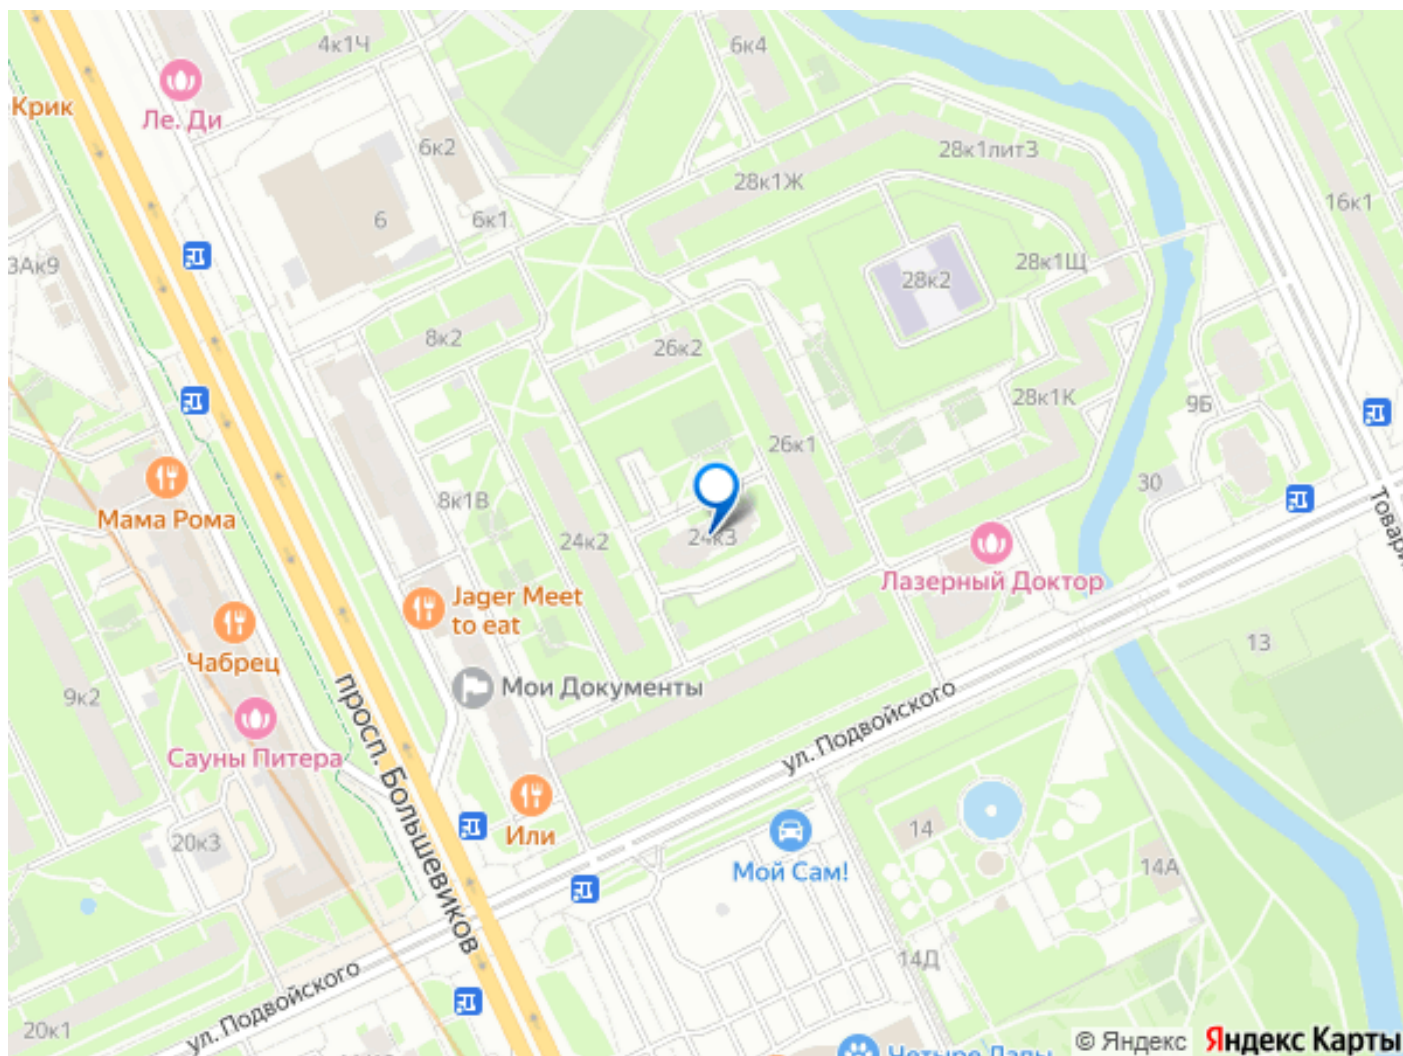 4к1Ч
6к4
Крик
Ле. Ди
6к2
28к1литЗ
28к1Ж
16к1
6
6к1
3Ак9
28к1Щ
28к2
8к2
26к2
28к1К
9Б
26к1
8к1В
30
Мама Рома
24к2
24к3
Товари
Лазерный Доктор
Jager Meet
to eat
13
Чабрец
Мои Документы
9к2
просп. Большевиков
ул. Подвойского
Сауны Питера
Или
14
20к3
Мой Сам!
14А
14Д
ул. Подвойского
20к1
Четыре Лапы
© Яндекс Яндекс Карты